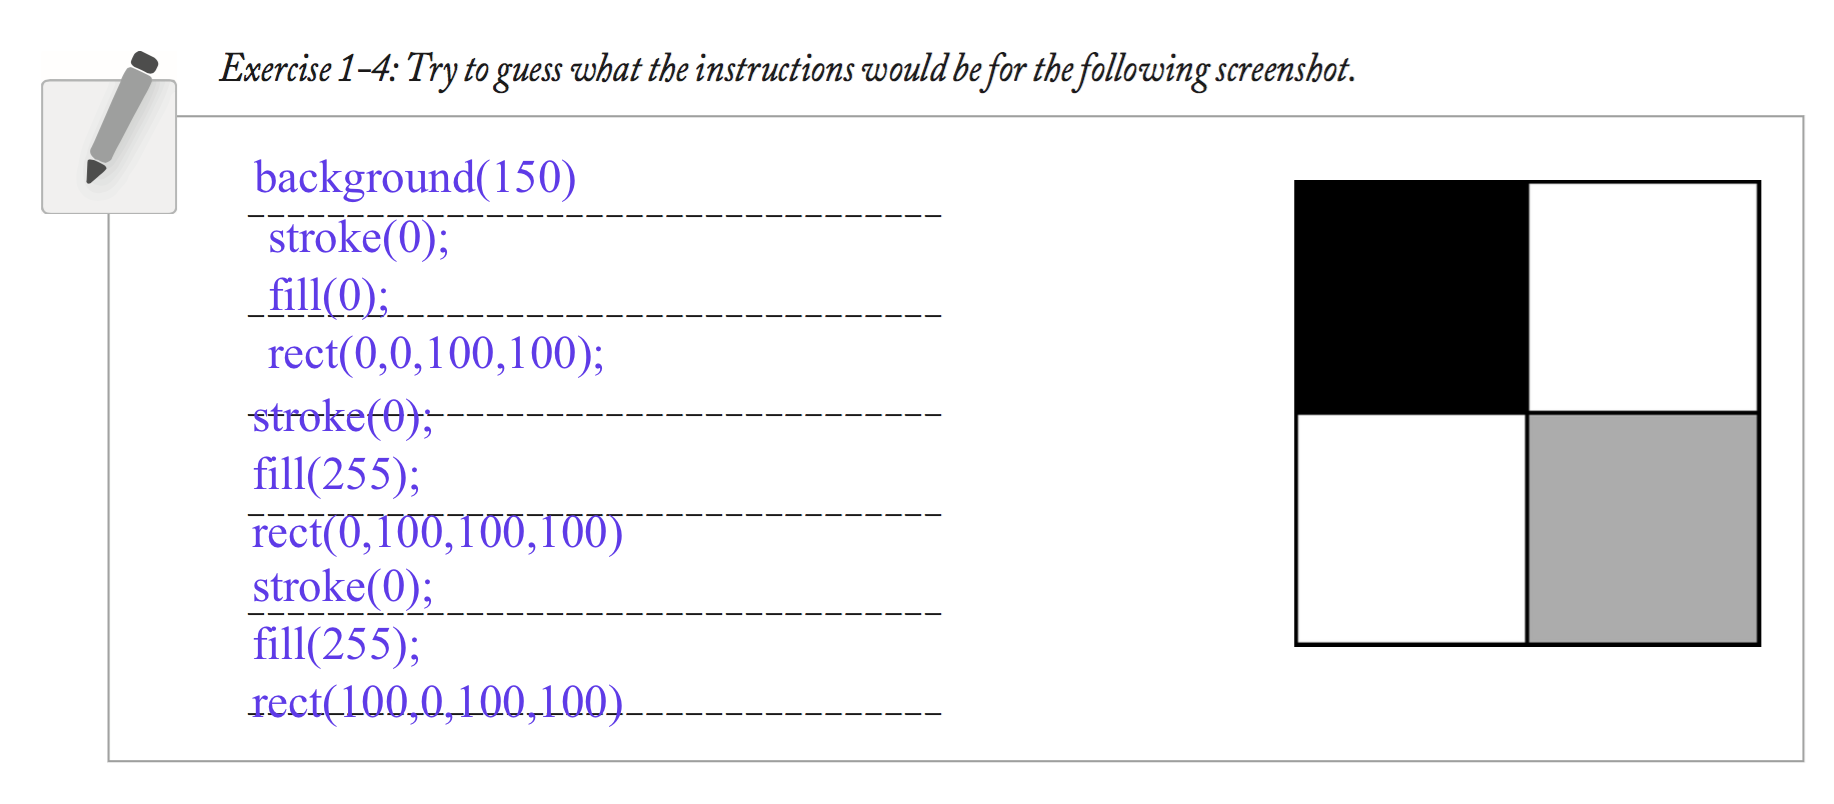 Exercise 1-4: Try to guess what the instructions would be for the following screenshot.
background(150)
stroke(0);
fill(0);
rect(0,0,100,100);
stroke(0);
fill(255);
rect(0,100,100,100)
stroke(0);
fill(255);
rect(100,0,100,100)